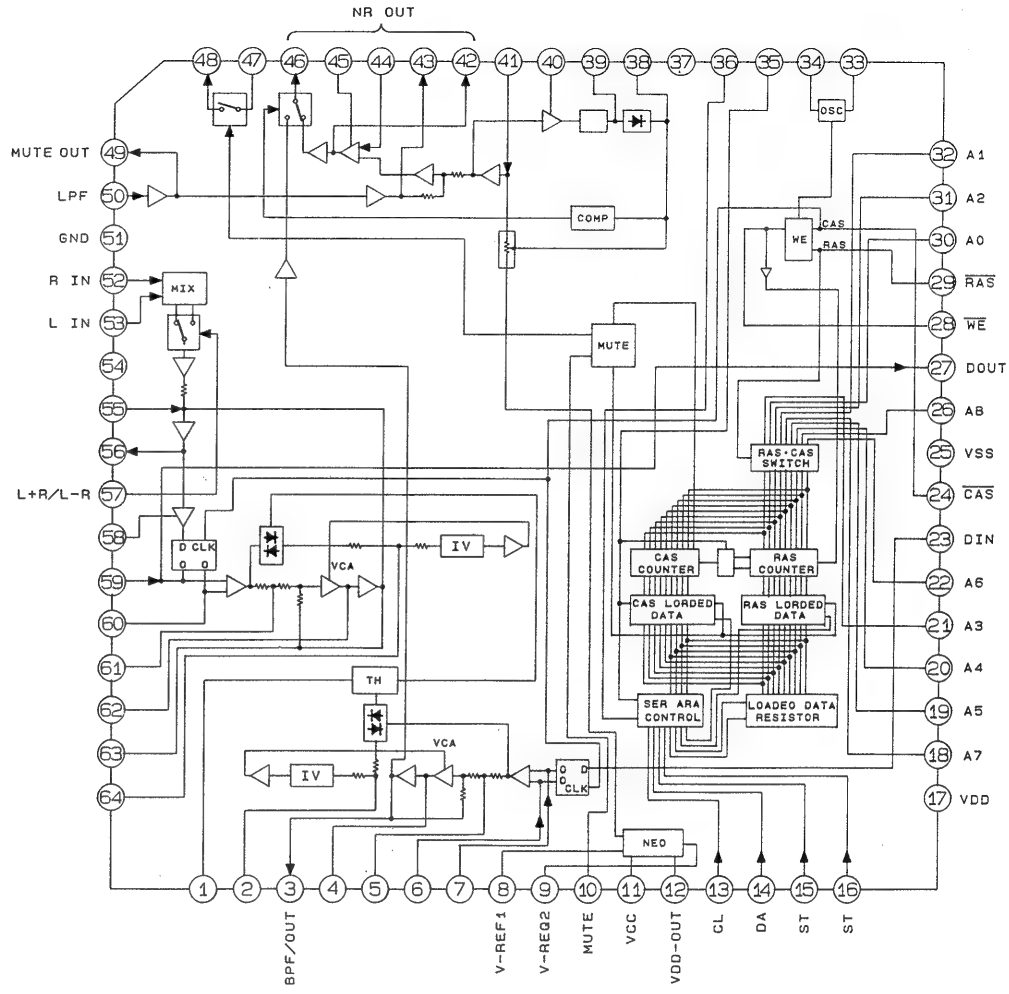 NR OUT
48 47 46 45 44 43 42 41 40 39 38 37 36 35 34 33
OSC
MUTE OUT 49
LPF 50
GND 51
R IN 52
L IN 53
54
55
56
L+R/L-R 57
58
59
60
61
62
63
64
MIX
COMP
WE
CAS
RAS
MUTE
32 A1
31 A2
30 A0
29 RAS
28 WE
27 DOUT
26 A8
25 VSS
24 CAS
23 DIN
22 A6
21 A3
20 A4
19 A5
18 A7
17 VDD
RAS·CAS
SWITCH
D CLK
O O
VCA
IV
CAS
COUNTER
RAS
COUNTER
CAS LORDED
DATA
RAS LORDED
DATA
TH
SER ARA
CONTROL
LOADEO DATA
RESISTOR
IV
VCA
O D
O CLK
NEO
1 2 3 4 5 6 7 8 9 10 11 12 13 14 15 16
BPF/OUT
V-REF1
V-REQ2
MUTE
VCC
VDD-OUT
CL
DA
ST
ST